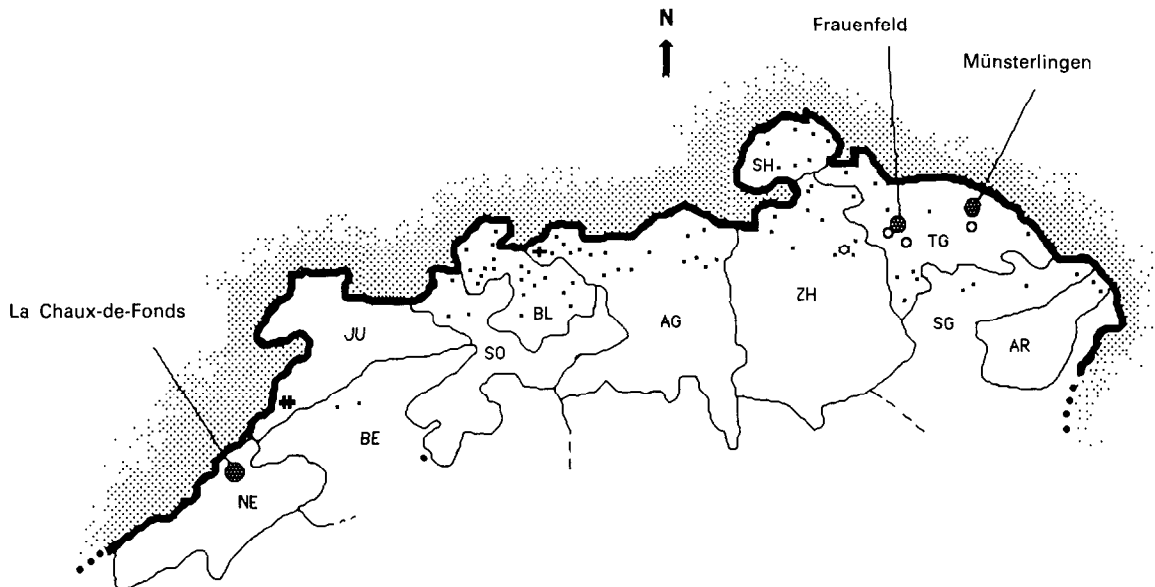 N
Frauenfeld
Münsterlingen
SH
TG
La Chaux-de-Fonds
JU
BL
SO
AG
ZH
SG
AR
BE
NE